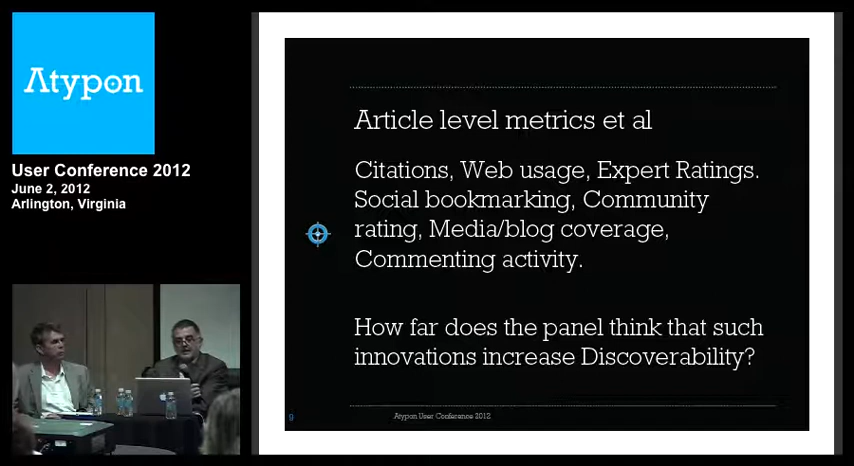 Atypon
User Conference 2012
June 2, 2012
Arlington, Virginia
Article level metrics et al
Citations, Web usage, Expert Ratings.
Social bookmarking, Community
rating, Media/blog coverage,
Commenting activity.
How far does the panel think that such
innovations increase Discoverability?
9
Atypon User Conference 2012